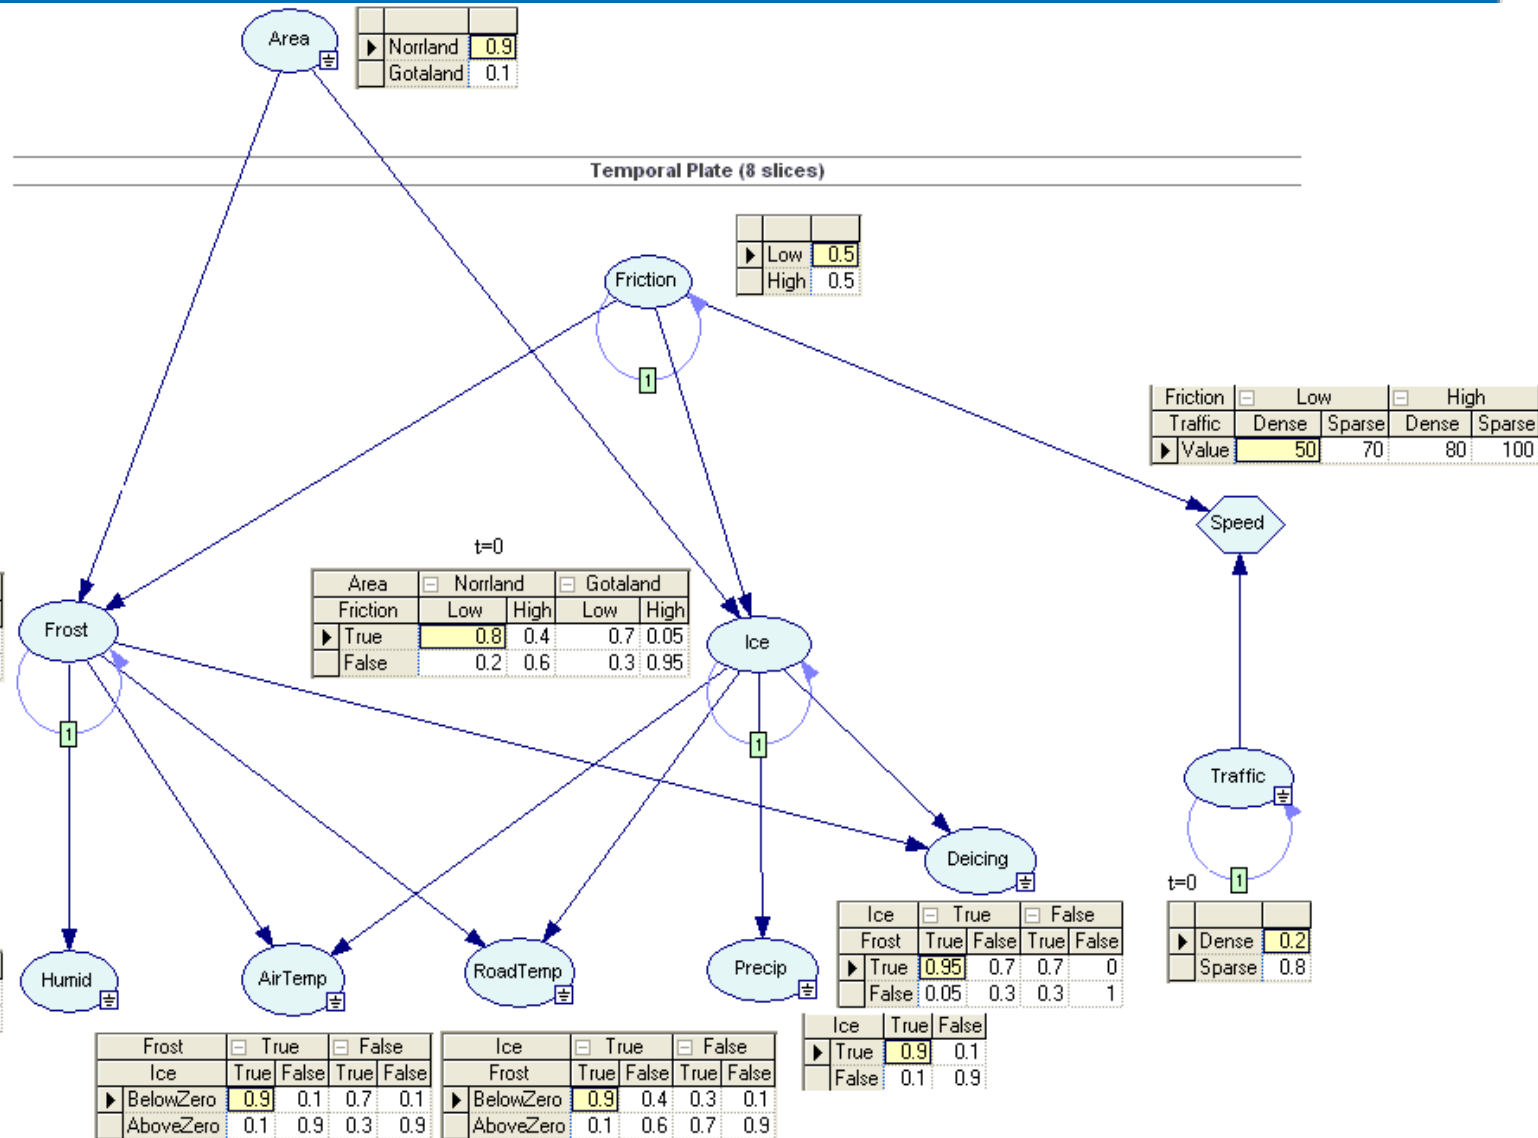 Area
Norrland 0.9
Gotaland 0.1
Temporal Plate (8 slices)
Friction
Low 0.5
High 0.5
1
Friction Low High
Traffic Dense Sparse Dense Sparse
Value 50 70 80 100
Speed
t=0
Area Norrland Gotaland
Friction Low High Low High
True 0.8 0.4 0.7 0.05
False 0.2 0.6 0.3 0.95
Frost
1
Ice
1
Traffic
1
t=0
Dense 0.2
Sparse 0.8
Deicing
Ice True False
Frost True False True False
True 0.95 0.7 0.7 0
False 0.05 0.3 0.3 1
Humid
AirTemp
RoadTemp
Precip
Ice True False
True 0.9 0.1
False 0.1 0.9
Frost True False
Ice True False True False
BelowZero 0.9 0.1 0.7 0.1
AboveZero 0.1 0.9 0.3 0.9
Ice True False
Frost True False True False
BelowZero 0.9 0.4 0.3 0.1
AboveZero 0.1 0.6 0.7 0.9